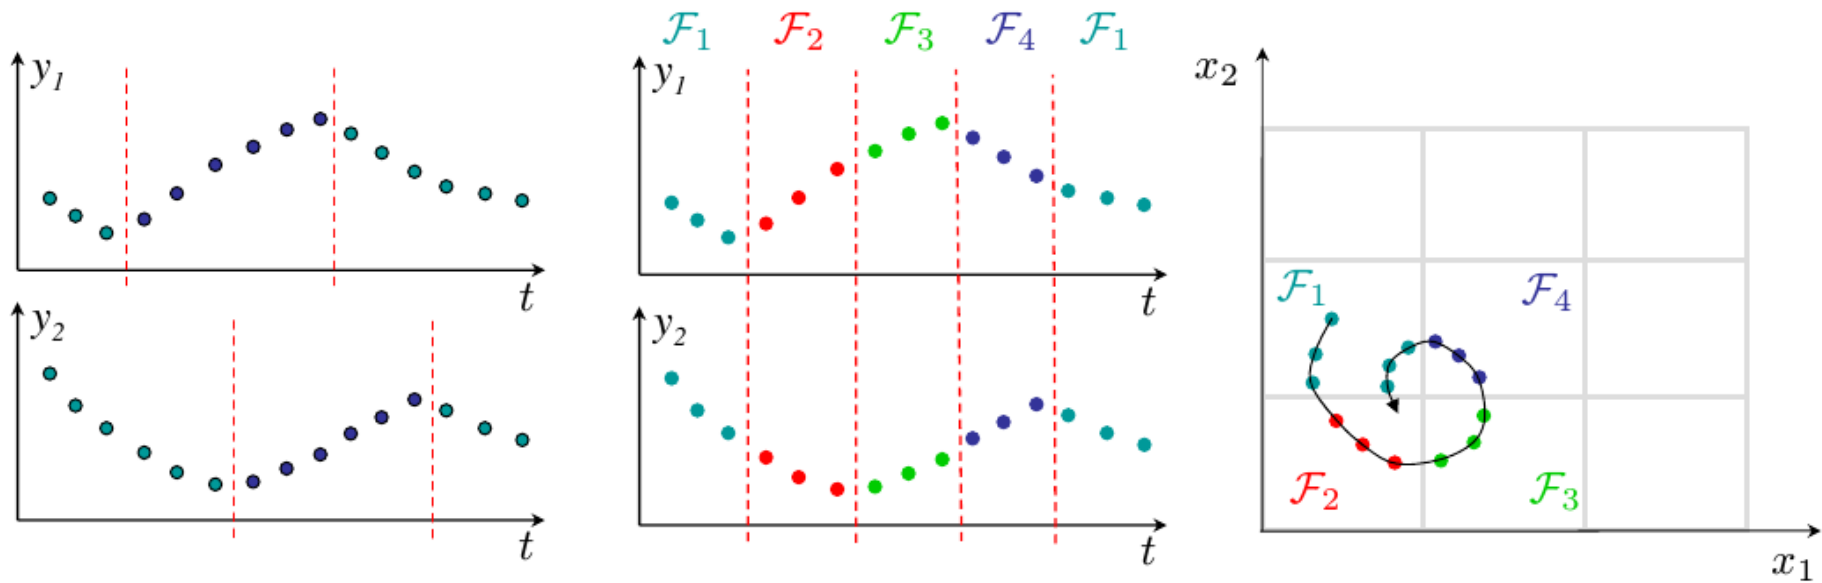 y₁
t
y₂
t
ℱ₁ ℱ₂ ℱ₃ ℱ₄ ℱ₁
y₁
t
y₂
t
x₂
ℱ₁ ℱ₄
ℱ₂ ℱ₃
x₁